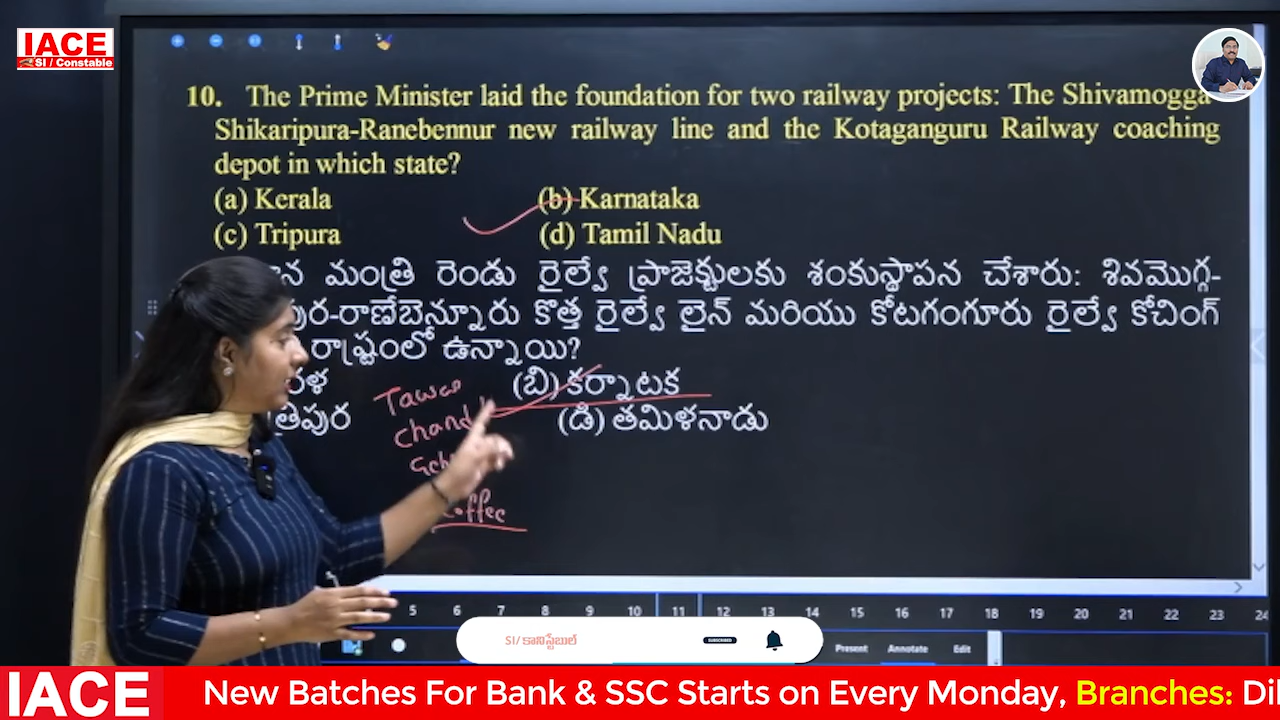 IACE
SI / Constable
10. The Prime Minister laid the foundation for two railway projects: The Shivamogga-
Shikaripura-Ranebennur new railway line and the Kotaganguru Railway coaching
depot in which state?
(a) Kerala (b) Karnataka
(c) Tripura (d) Tamil Nadu
మంత్రి రెండు రైల్వే ప్రాజెక్టులకు శంకుస్థాపన చేశారు: శివమొగ్గ-
రాణేబెన్నూరు కొత్త రైల్వే లైన్ మరియు కోటగంగూరు రైల్వే కోచింగ్
రాష్ట్రంలో ఉన్నాయి?
(బి) కర్నాటక
(డి) తమిళనాడు
Coffee
5 6 7 8 9 10 11 12 13 14 15 16 17 18 19 20 21 22 23 24
SI/ కానిస్టేబుల్ SUBSCRIBED
Present Annotate Edit
IACE New Batches For Bank & SSC Starts on Every Monday, Branches: Dil